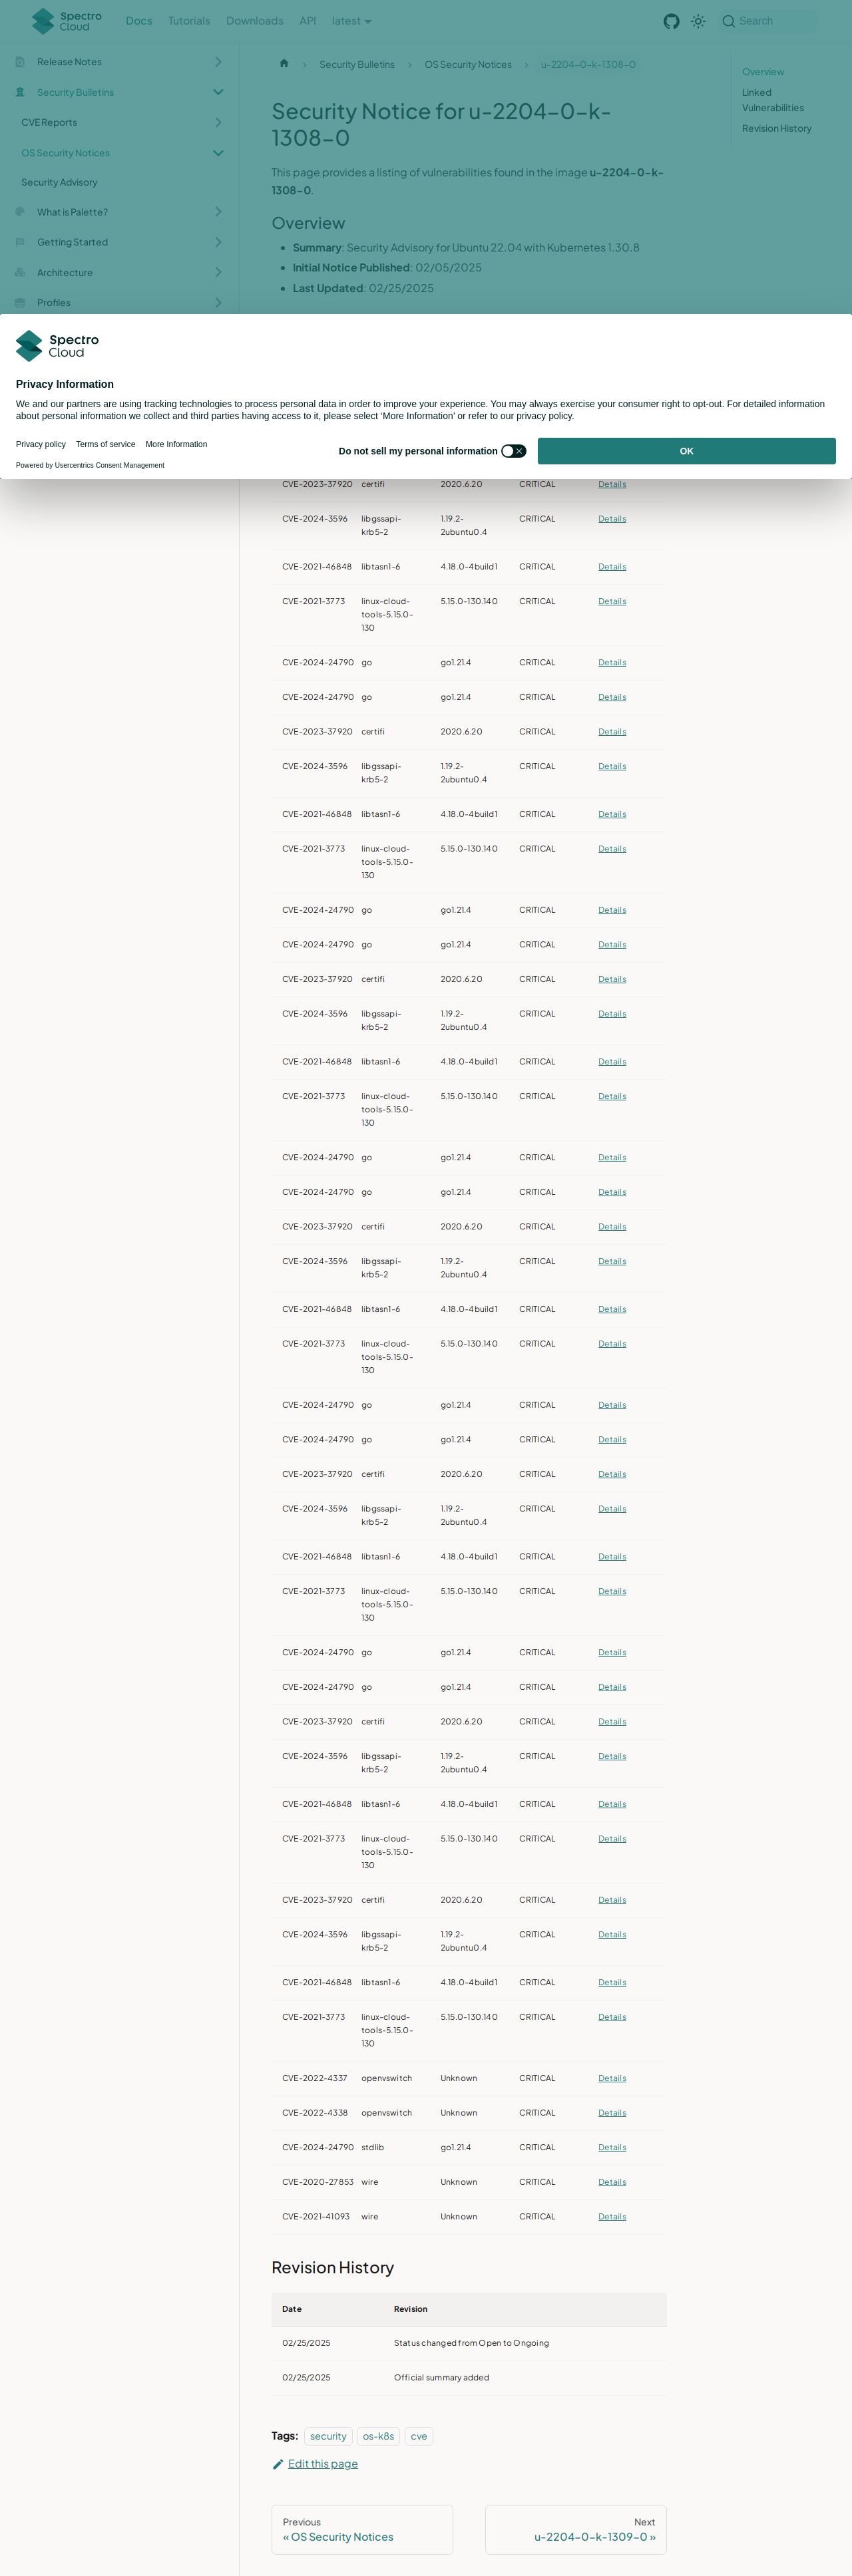 Spectro
Cloud
Docs
Tutorials
Downloads
API
latest
Search
Release Notes
Security Bulletins
CVE Reports
OS Security Notices
Security Advisory
What is Palette?
Getting Started
Architecture
Profiles
Security Bulletins
OS Security Notices
u-2204-0-k-1308-0
Security Notice for u-2204-0-k-
1308-0
This page provides a listing of vulnerabilities found in the image u-2204-0-k-
1308-0.
Overview
Summary: Security Advisory for Ubuntu 22.04 with Kubernetes 1.30.8
Initial Notice Published: 02/05/2025
Last Updated: 02/25/2025
Overview
Linked
Vulnerabilities
Revision History
Spectro
Cloud
Privacy Information
We and our partners are using tracking technologies to process personal data in order to improve your experience. You may always exercise your consumer right to opt-out. For detailed information
about personal information we collect and third parties having access to it, please select ‘More Information’ or refer to our privacy policy.
Privacy policy
Terms of service
More Information
Powered by Usercentrics Consent Management
Do not sell my personal information
OK
CVE-2023-37920 certifi 2020.6.20 CRITICAL Details
CVE-2024-3596 libgssapi- 1.19.2- CRITICAL Details
krb5-2 2ubuntu0.4
CVE-2021-46848 libtasn1-6 4.18.0-4build1 CRITICAL Details
CVE-2021-3773 linux-cloud- 5.15.0-130.140 CRITICAL Details
tools-5.15.0-
130
CVE-2024-24790 go go1.21.4 CRITICAL Details
CVE-2024-24790 go go1.21.4 CRITICAL Details
CVE-2023-37920 certifi 2020.6.20 CRITICAL Details
CVE-2024-3596 libgssapi- 1.19.2- CRITICAL Details
krb5-2 2ubuntu0.4
CVE-2021-46848 libtasn1-6 4.18.0-4build1 CRITICAL Details
CVE-2021-3773 linux-cloud- 5.15.0-130.140 CRITICAL Details
tools-5.15.0-
130
CVE-2024-24790 go go1.21.4 CRITICAL Details
CVE-2024-24790 go go1.21.4 CRITICAL Details
CVE-2023-37920 certifi 2020.6.20 CRITICAL Details
CVE-2024-3596 libgssapi- 1.19.2- CRITICAL Details
krb5-2 2ubuntu0.4
CVE-2021-46848 libtasn1-6 4.18.0-4build1 CRITICAL Details
CVE-2021-3773 linux-cloud- 5.15.0-130.140 CRITICAL Details
tools-5.15.0-
130
CVE-2024-24790 go go1.21.4 CRITICAL Details
CVE-2024-24790 go go1.21.4 CRITICAL Details
CVE-2023-37920 certifi 2020.6.20 CRITICAL Details
CVE-2024-3596 libgssapi- 1.19.2- CRITICAL Details
krb5-2 2ubuntu0.4
CVE-2021-46848 libtasn1-6 4.18.0-4build1 CRITICAL Details
CVE-2021-3773 linux-cloud- 5.15.0-130.140 CRITICAL Details
tools-5.15.0-
130
CVE-2024-24790 go go1.21.4 CRITICAL Details
CVE-2024-24790 go go1.21.4 CRITICAL Details
CVE-2023-37920 certifi 2020.6.20 CRITICAL Details
CVE-2024-3596 libgssapi- 1.19.2- CRITICAL Details
krb5-2 2ubuntu0.4
CVE-2021-46848 libtasn1-6 4.18.0-4build1 CRITICAL Details
CVE-2021-3773 linux-cloud- 5.15.0-130.140 CRITICAL Details
tools-5.15.0-
130
CVE-2024-24790 go go1.21.4 CRITICAL Details
CVE-2024-24790 go go1.21.4 CRITICAL Details
CVE-2023-37920 certifi 2020.6.20 CRITICAL Details
CVE-2024-3596 libgssapi- 1.19.2- CRITICAL Details
krb5-2 2ubuntu0.4
CVE-2021-46848 libtasn1-6 4.18.0-4build1 CRITICAL Details
CVE-2021-3773 linux-cloud- 5.15.0-130.140 CRITICAL Details
tools-5.15.0-
130
CVE-2023-37920 certifi 2020.6.20 CRITICAL Details
CVE-2024-3596 libgssapi- 1.19.2- CRITICAL Details
krb5-2 2ubuntu0.4
CVE-2021-46848 libtasn1-6 4.18.0-4build1 CRITICAL Details
CVE-2021-3773 linux-cloud- 5.15.0-130.140 CRITICAL Details
tools-5.15.0-
130
CVE-2022-4337 openvswitch Unknown CRITICAL Details
CVE-2022-4338 openvswitch Unknown CRITICAL Details
CVE-2024-24790 stdlib go1.21.4 CRITICAL Details
CVE-2020-27853 wire Unknown CRITICAL Details
CVE-2021-41093 wire Unknown CRITICAL Details
Revision History
Date Revision
02/25/2025 Status changed from Open to Ongoing
02/25/2025 Official summary added
Tags: security os-k8s cve
Edit this page
Previous
« OS Security Notices
Next
u-2204-0-k-1309-0 »